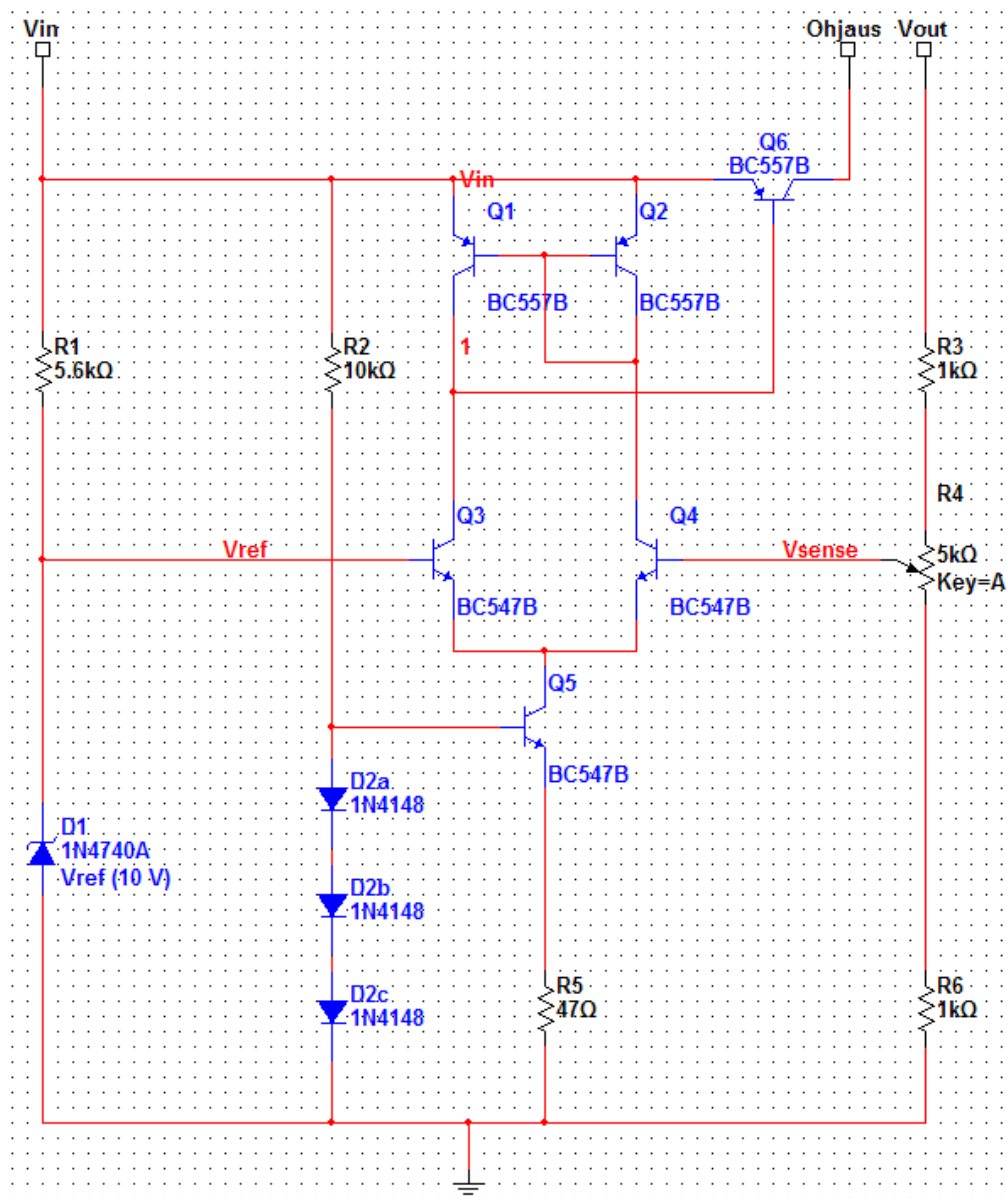 Vin
Ohjaus
Vout
Q6
BC557B
Vin
Q1
Q2
BC557B
BC557B
R1
5.6kΩ
1
R2
10kΩ
R3
1kΩ
R4
Q3
Q4
Vref
Vsense
5kΩ
Key=A
BC547B
BC547B
Q5
BC547B
D2a
1N4148
D1
1N4740A
Vref (10 V)
D2b
1N4148
D2c
1N4148
R5
47Ω
R6
1kΩ